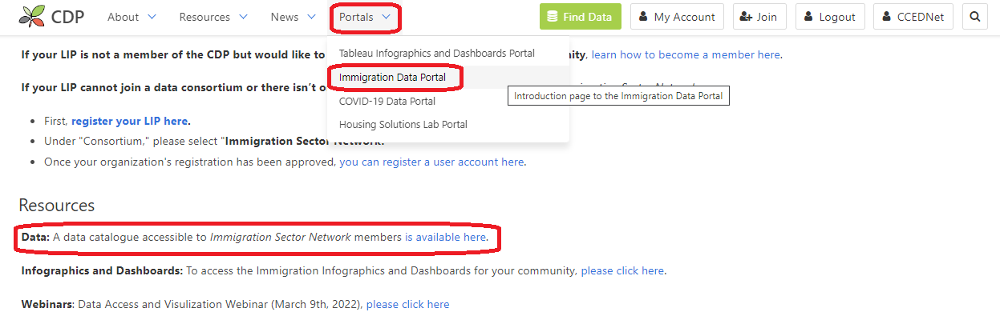 CDP About Resources News Portals Find Data My Account Join Logout CCEDNet
If your LIP is not a member of the CDP but would like to
nity, learn how to become a member here.
Tableau Infographics and Dashboards Portal
Immigration Data Portal
COVID-19 Data Portal
Housing Solutions Lab Portal
Introduction page to the Immigration Data Portal
If your LIP cannot join a data consortium or there isn't o
• First, register your LIP here.
• Under "Consortium," please select "Immigration Sector Network.
• Once your organization's registration has been approved, you can register a user account here.
Resources
Data: A data catalogue accessible to Immigration Sector Network members is available here.
Infographics and Dashboards: To access the Immigration Infographics and Dashboards for your community, please click here.
Webinars: Data Access and Visulization Webinar (March 9th, 2022), please click here